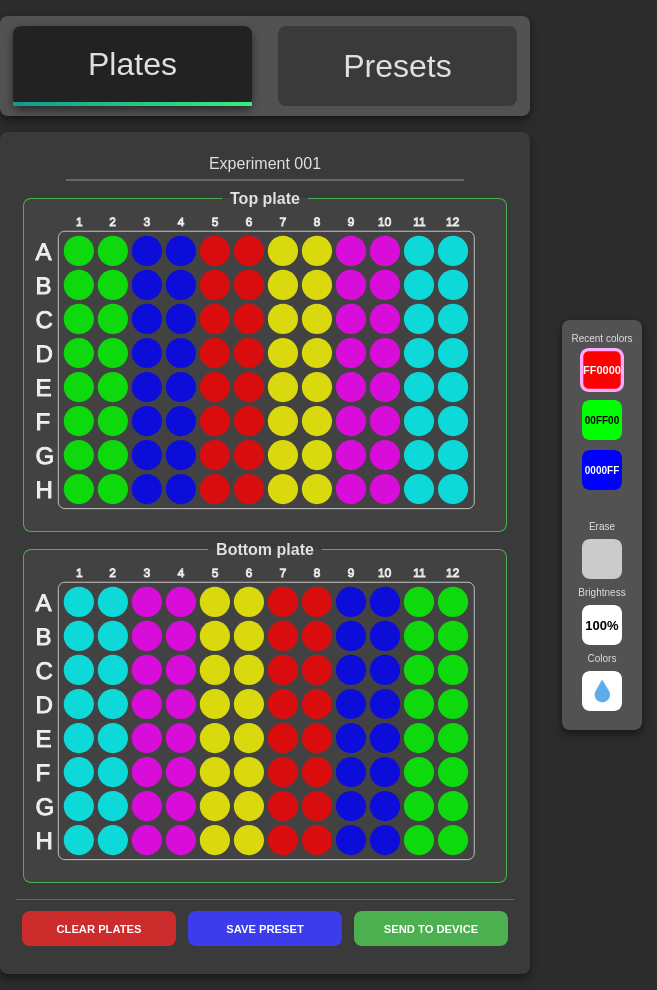 Plates Presets
Experiment 001
Top plate
1 2 3 4 5 6 7 8 9 10 11 12
A
B
C
D
E
F
G
H
Bottom plate
1 2 3 4 5 6 7 8 9 10 11 12
A
B
C
D
E
F
G
H
CLEAR PLATES SAVE PRESET SEND TO DEVICE
Recent colors
FF0000
00FF00
0000FF
Erase
Brightness
100%
Colors